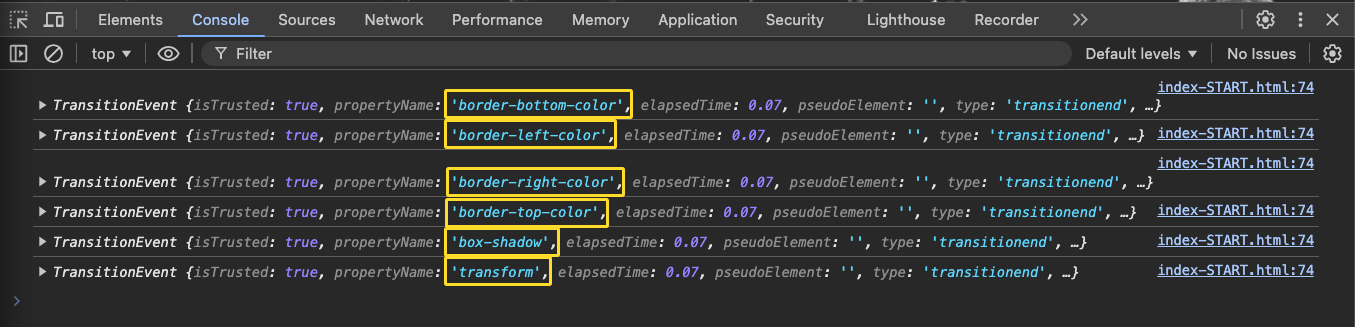 Elements Console Sources Network Performance Memory Application Security Lighthouse Recorder
top ▼ Filter Default levels ▼ No Issues
index-START.html:74
▶ TransitionEvent {isTrusted: true, propertyName: 'border-bottom-color', elapsedTime: 0.07, pseudoElement: '', type: 'transitionend', …}
▶ TransitionEvent {isTrusted: true, propertyName: 'border-left-color', elapsedTime: 0.07, pseudoElement: '', type: 'transitionend', …} index-START.html:74
index-START.html:74
▶ TransitionEvent {isTrusted: true, propertyName: 'border-right-color', elapsedTime: 0.07, pseudoElement: '', type: 'transitionend', …}
▶ TransitionEvent {isTrusted: true, propertyName: 'border-top-color', elapsedTime: 0.07, pseudoElement: '', type: 'transitionend', …} index-START.html:74
▶ TransitionEvent {isTrusted: true, propertyName: 'box-shadow', elapsedTime: 0.07, pseudoElement: '', type: 'transitionend', …} index-START.html:74
▶ TransitionEvent {isTrusted: true, propertyName: 'transform', elapsedTime: 0.07, pseudoElement: '', type: 'transitionend', …} index-START.html:74